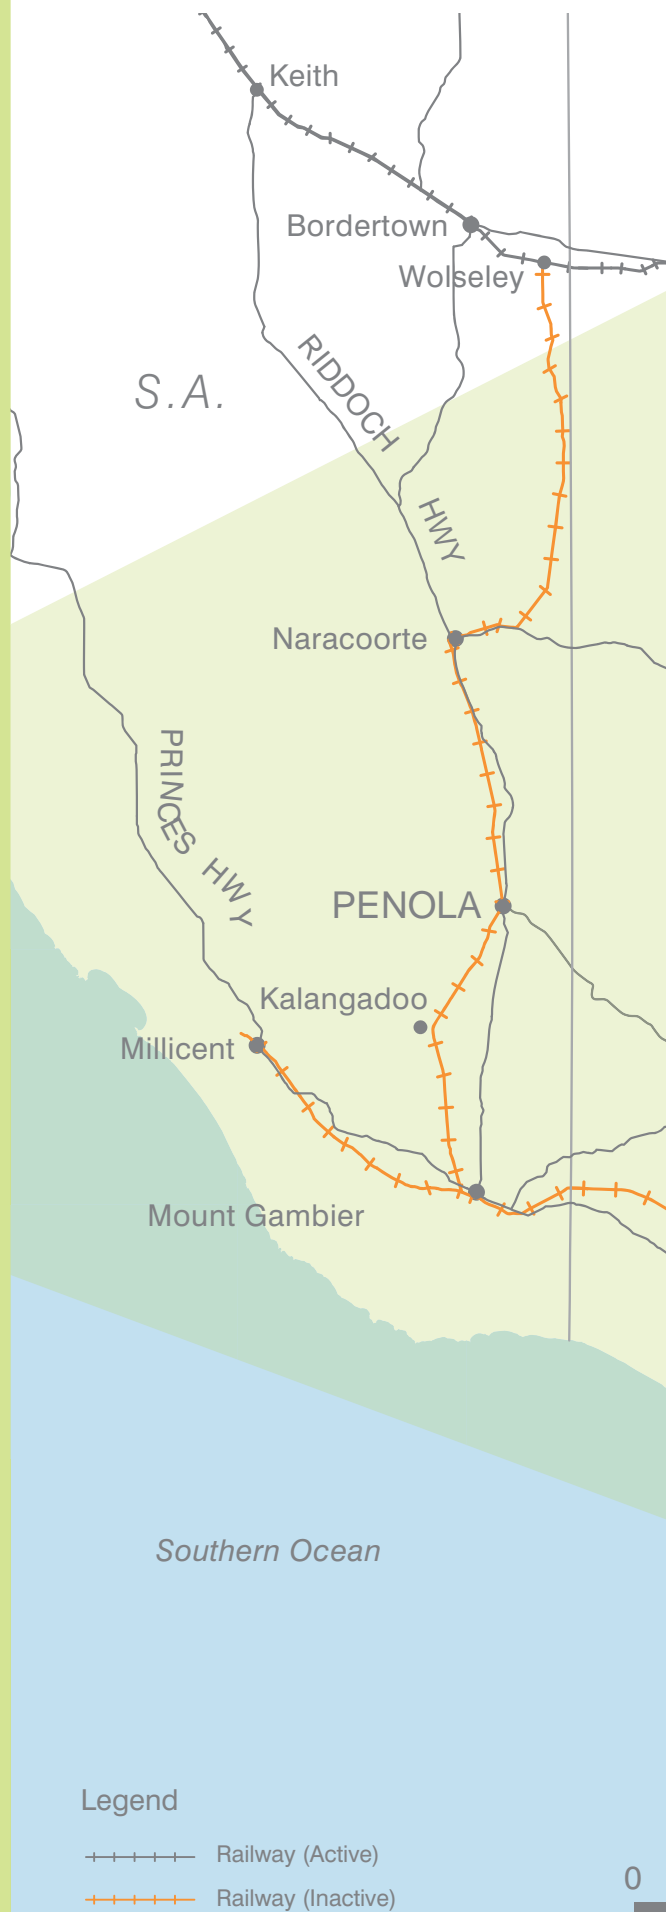 Keith
Bordertown
Wolseley
RIDDOCH
S.A.
HWY
Naracoorte
PRINCES HWY
PENOLA
Kalangadoo
Millicent
Mount Gambier
Southern Ocean
Legend
Railway (Active)
0
Railway (Inactive)